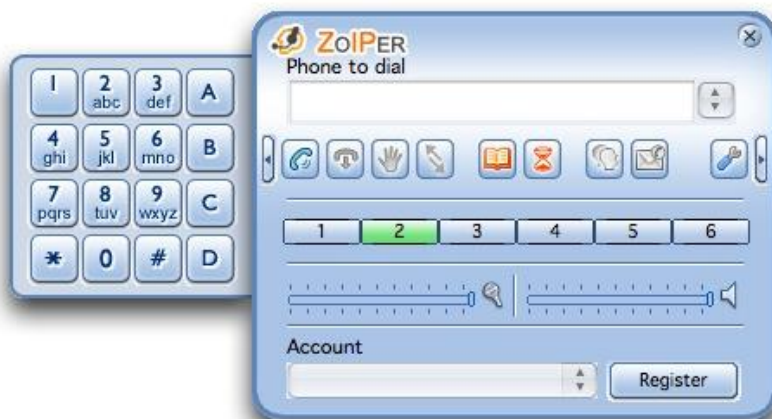 1
2
abc
3
def
A
4
ghi
5
jkl
6
mno
B
7
pqrs
8
tuv
9
wxyz
C
*
0
#
D
ZoIPER
Phone to dial
1 2 3 4 5 6
Account
Register